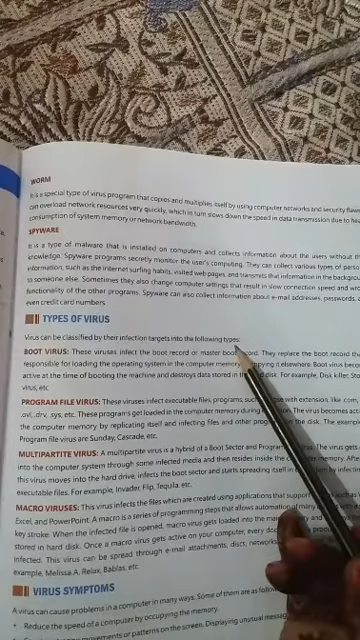 WORM
It is a special type of virus program that copies and multiplies itself by using computer networks and security flaws
can overload network resources very quickly, which in turn slows down the speed in data transmission due to
consumption of system memory or network bandwidth.
SPYWARE
It is a type of malware that is installed on computers and collects information about the users without
knowledge. Spyware programs secretly monitor the user's computing. They can collect various types of
information, such as the internet surfing habits, visited web pages, and transmits that information in the
to someone else. Sometimes they also change computer settings that result in slow connection speed and
functionality of the other programs. Spyware can also collect information about e-mail addresses, passwords,
even credit card numbers.
TYPES OF VIRUS
Virus can be classified by their infection targets into the following types:
BOOT VIRUS: These viruses infect the boot record or master boot record. They replace the boot record
responsible for loading the operating system in the computer memory elsewhere. Boot virus
active at the time of booting the machine and destroys data stored in the disk. For example, Disk killer,
virus, etc
PROGRAM FILE VIRUS: These viruses infect executable files, programs, with extension, like .com,
.ovl, .drv, .sys, etc. These programs get loaded in the computer memory during The virus becomes
the computer memory by replicating itself and infecting files and other in the disk. The
Program file virus are Sunday, Cascade, etc.
MULTIPARTITE VIRUS: A multipartite virus is a hybrid of a Boot Sector and Program The virus gets
into the computer system through some infected media and then resides inside the memory.
this virus moves into the hard drive, infects the boot sector and starts spreading itself in by
executable files. For example, Invader, Flip, Tequila. etc.
MACRO VIRUSES: This virus infects the files which are created using applications that support
Excel, and PowerPoint. A macro is a series of programming steps that allows automation of many
key stroke. When the infected file is opened, macro virus gets loaded into the main
stored in hard disk. Once a macro virus gets active on your computer, every
infected. This virus can be spread through e-mail attachments, discs,
example, Melissa A, Relax, Bablas, etc.
VIRUS SYMPTOMS
A virus can cause problems in a computer in many ways. Some of them are as
Reduce the speed of a computer by occupying the memory.
movements or patterns on the screen. Displaying unusual